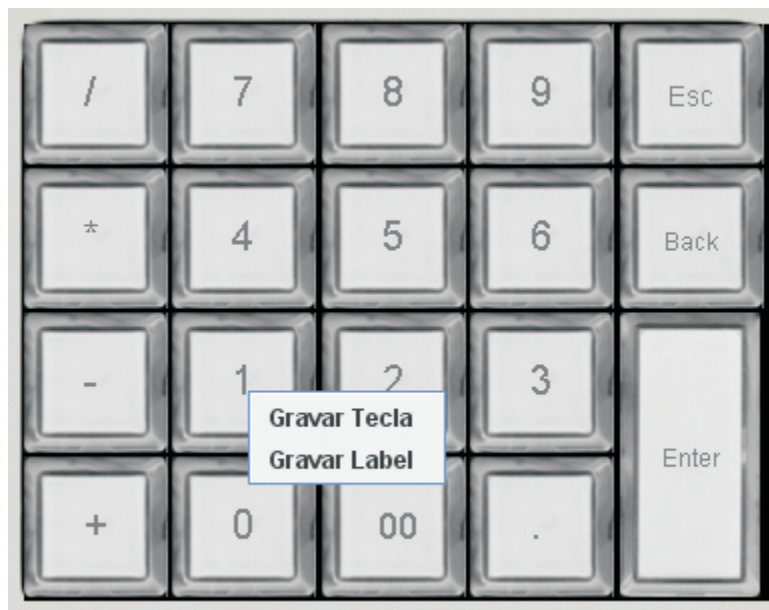 / 7 8 9 Esc
* 4 5 6 Back
- 1 2 3
Gravar Tecla
Gravar Label
Enter
+ 0 00 .